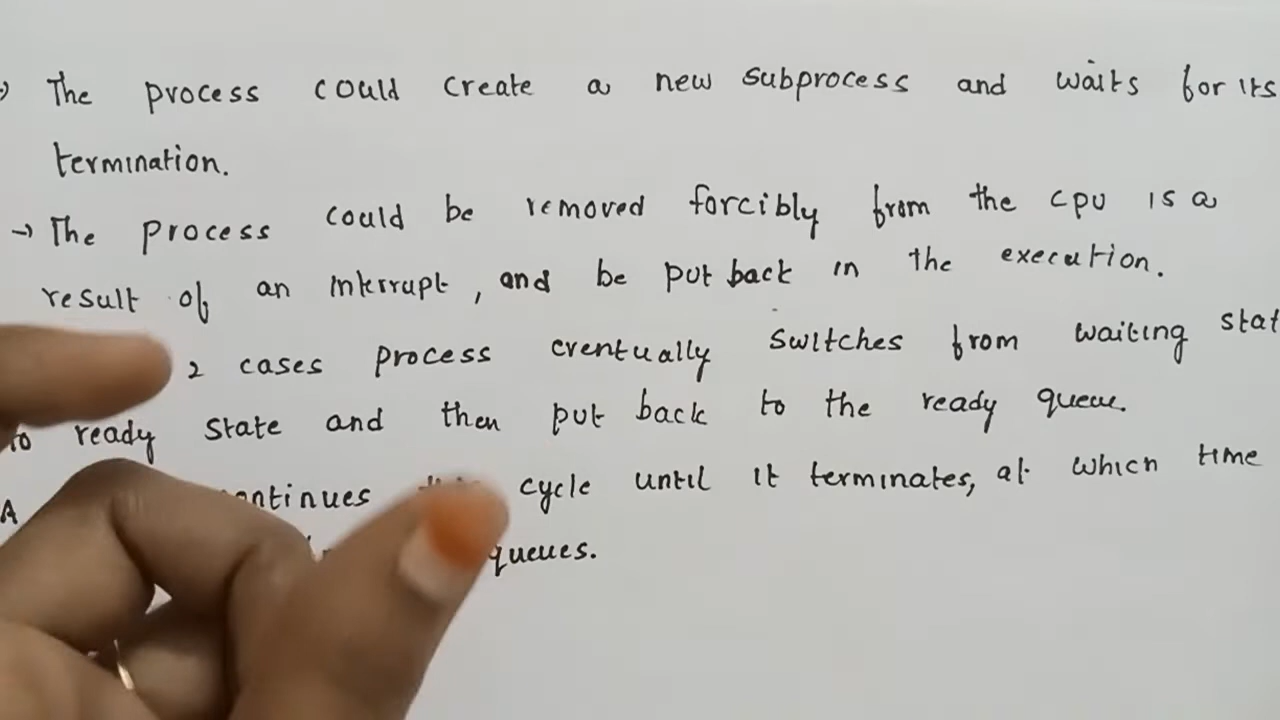 → The process could create a new subprocess and waits for its
termination.
→ The process could be removed forcibly from the cpu is a
result of an interrupt, and be put back in the execution.
2 cases process eventually switches from waiting stat
to ready state and then put back to the ready queue.
A continues this cycle until it terminates, at which time
queues.